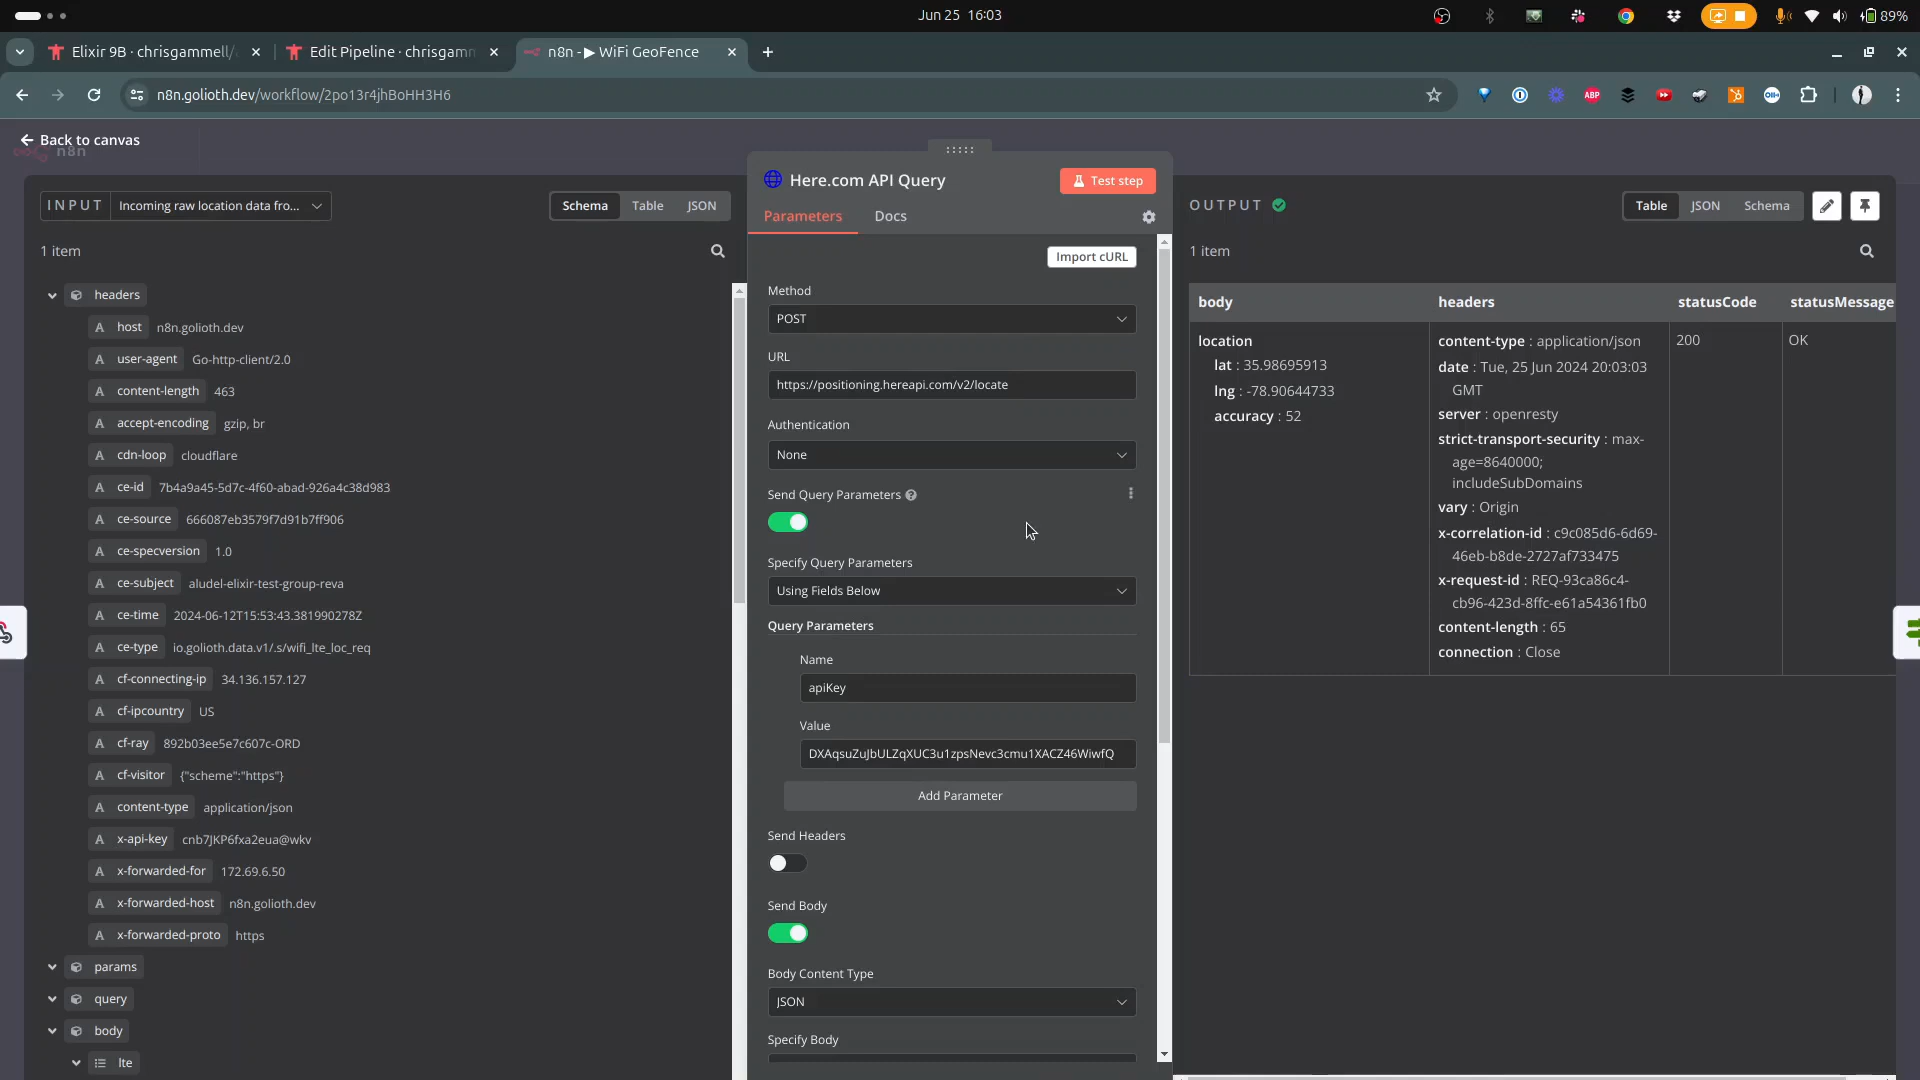 Jun 25 16:03
89%
Elixir 9B · chrisgammell/
Edit Pipeline · chrisgamm
n8n - ▶ WiFi GeoFence
n8n.golioth.dev/workflow/2po13r4jhBoHH3H6
Back to canvas
n8n
INPUT
Incoming raw location data fro...
Schema
Table
JSON
1 item
headers
A host n8n.golioth.dev
A user-agent Go-http-client/2.0
A content-length 463
A accept-encoding gzip, br
A cdn-loop cloudflare
A ce-id 7b4a9a45-5d7c-4f60-abad-926a4c38d983
A ce-source 666087eb3579f7d91b7ff906
A ce-specversion 1.0
A ce-subject aludel-elixir-test-group-reva
A ce-time 2024-06-12T15:53:43.381990278Z
A ce-type io.golioth.data.v1/.s/wifi_lte_loc_req
A cf-connecting-ip 34.136.157.127
A cf-ipcountry US
A cf-ray 892b03ee5e7c607c-ORD
A cf-visitor {"scheme":"https"}
A content-type application/json
A x-api-key cnb7JKP6fxa2eua@wkv
A x-forwarded-for 172.69.6.50
A x-forwarded-host n8n.golioth.dev
A x-forwarded-proto https
params
query
body
lte
Here.com API Query
Test step
Parameters
Docs
Import cURL
Method
POST
URL
https://positioning.hereapi.com/v2/locate
Authentication
None
Send Query Parameters
Specify Query Parameters
Using Fields Below
Query Parameters
Name
apiKey
Value
DXAqsuZuJbULZqXUC3u1zpsNevc3cmu1XACZ46WiwfQ
Add Parameter
Send Headers
Send Body
Body Content Type
JSON
Specify Body
OUTPUT
Table
JSON
Schema
1 item
body headers statusCode statusMessage
location
lat : 35.98695913
lng : -78.90644733
accuracy : 52
content-type : application/json
date : Tue, 25 Jun 2024 20:03:03
GMT
server : openresty
strict-transport-security : max-
age=8640000;
includeSubDomains
vary : Origin
x-correlation-id : c9c085d6-6d69-
46eb-b8de-2727af733475
x-request-id : REQ-93ca86c4-
cb96-423d-8ffc-e61a54361fb0
content-length : 65
connection : Close
200
OK
ABP